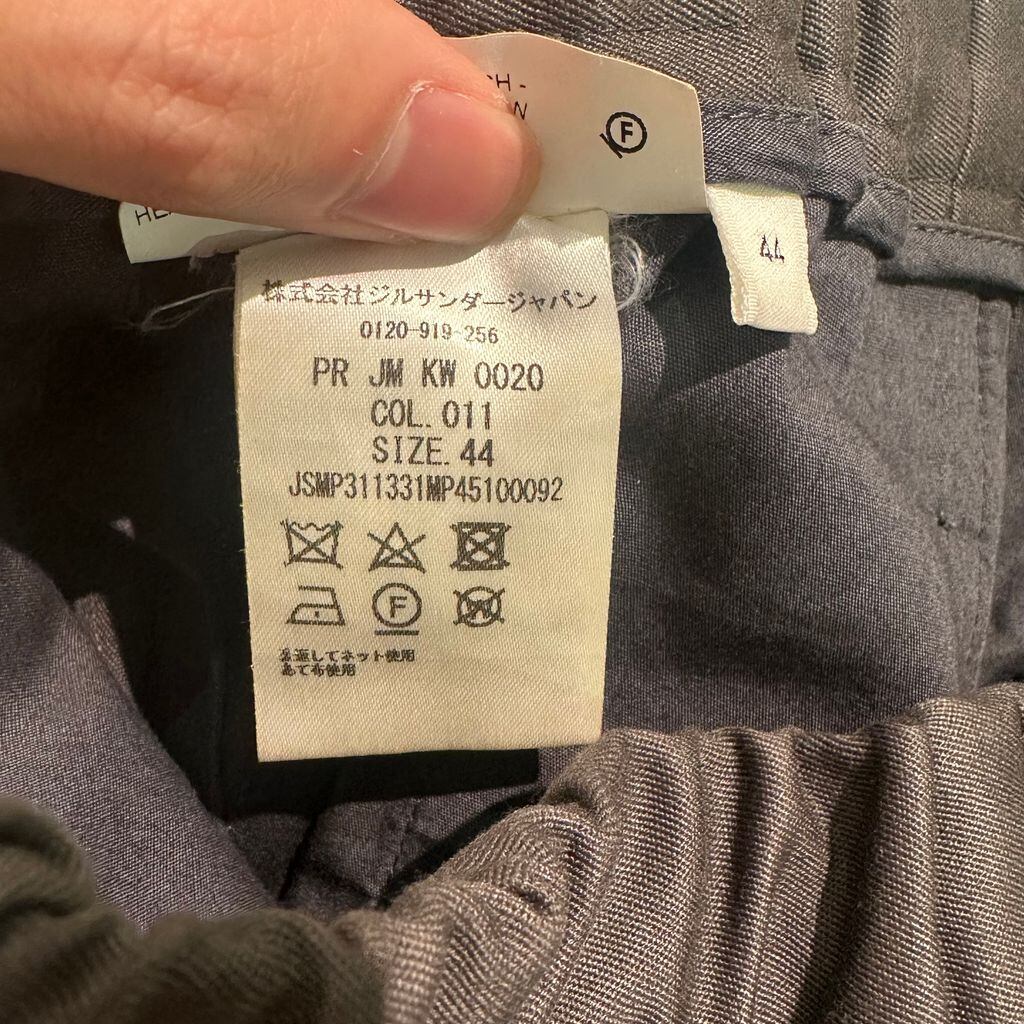 F
44
株式会社ジルサンダージャパン
0120-919-256
PR JM KW 0020
COL. 011
SIZE. 44
JSMP311331MP45100092
F
W
裏返してネット使用
あて布使用